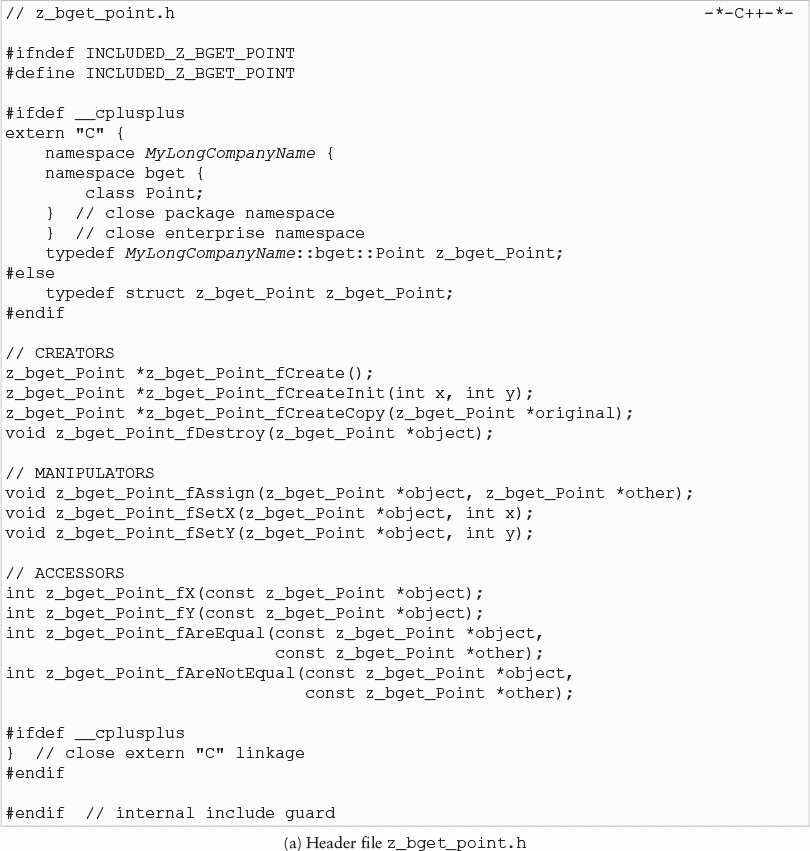 // z_bget_point.h                                                      -*-C++-*-

#ifndef INCLUDED_Z_BGET_POINT
#define INCLUDED_Z_BGET_POINT

#ifdef __cplusplus
extern "C" {
    namespace MyLongCompanyName {
    namespace bget {
        class Point;
    }  // close package namespace
    }  // close enterprise namespace
    typedef MyLongCompanyName::bget::Point z_bget_Point;
#else
    typedef struct z_bget_Point z_bget_Point;
#endif

// CREATORS
z_bget_Point *z_bget_Point_fCreate();
z_bget_Point *z_bget_Point_fCreateInit(int x, int y);
z_bget_Point *z_bget_Point_fCreateCopy(z_bget_Point *original);
void z_bget_Point_fDestroy(z_bget_Point *object);

// MANIPULATORS
void z_bget_Point_fAssign(z_bget_Point *object, z_bget_Point *other);
void z_bget_Point_fSetX(z_bget_Point *object, int x);
void z_bget_Point_fSetY(z_bget_Point *object, int y);

// ACCESSORS
int z_bget_Point_fX(const z_bget_Point *object);
int z_bget_Point_fY(const z_bget_Point *object);
int z_bget_Point_fAreEqual(const z_bget_Point *object,
                           const z_bget_Point *other);
int z_bget_Point_fAreNotEqual(const z_bget_Point *object,
                              const z_bget_Point *other);

#ifdef __cplusplus
}  // close extern "C" linkage
#endif

#endif  // internal include guard
(a) Header file z_bget_point.h